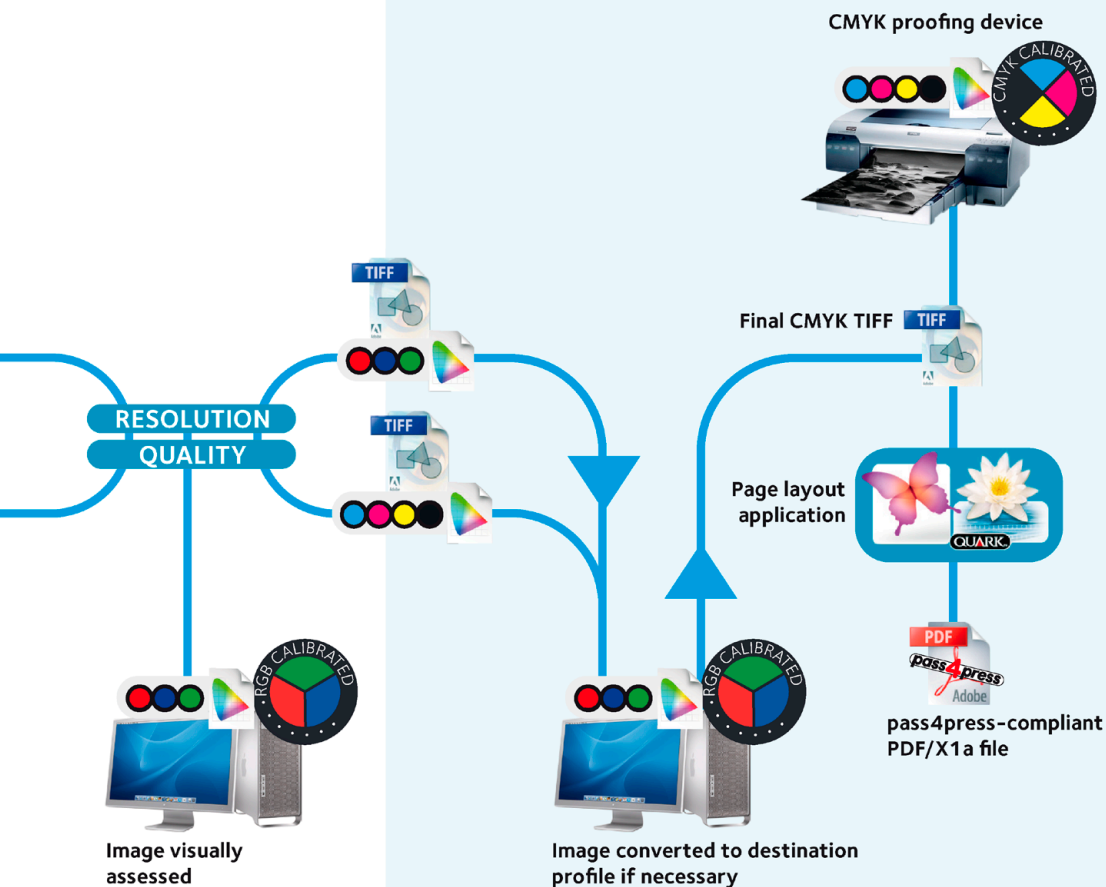 CMYK proofing device
CMYK CALIBRATED
TIFF
Final CMYK TIFF
TIFF
RESOLUTION
QUALITY
TIFF
Page layout
application
QUARK
PDF
pass4press
Adobe
RGB CALIBRATED
RGB CALIBRATED
pass4press-compliant
PDF/X1a file
Image visually
assessed
Image converted to destination
profile if necessary